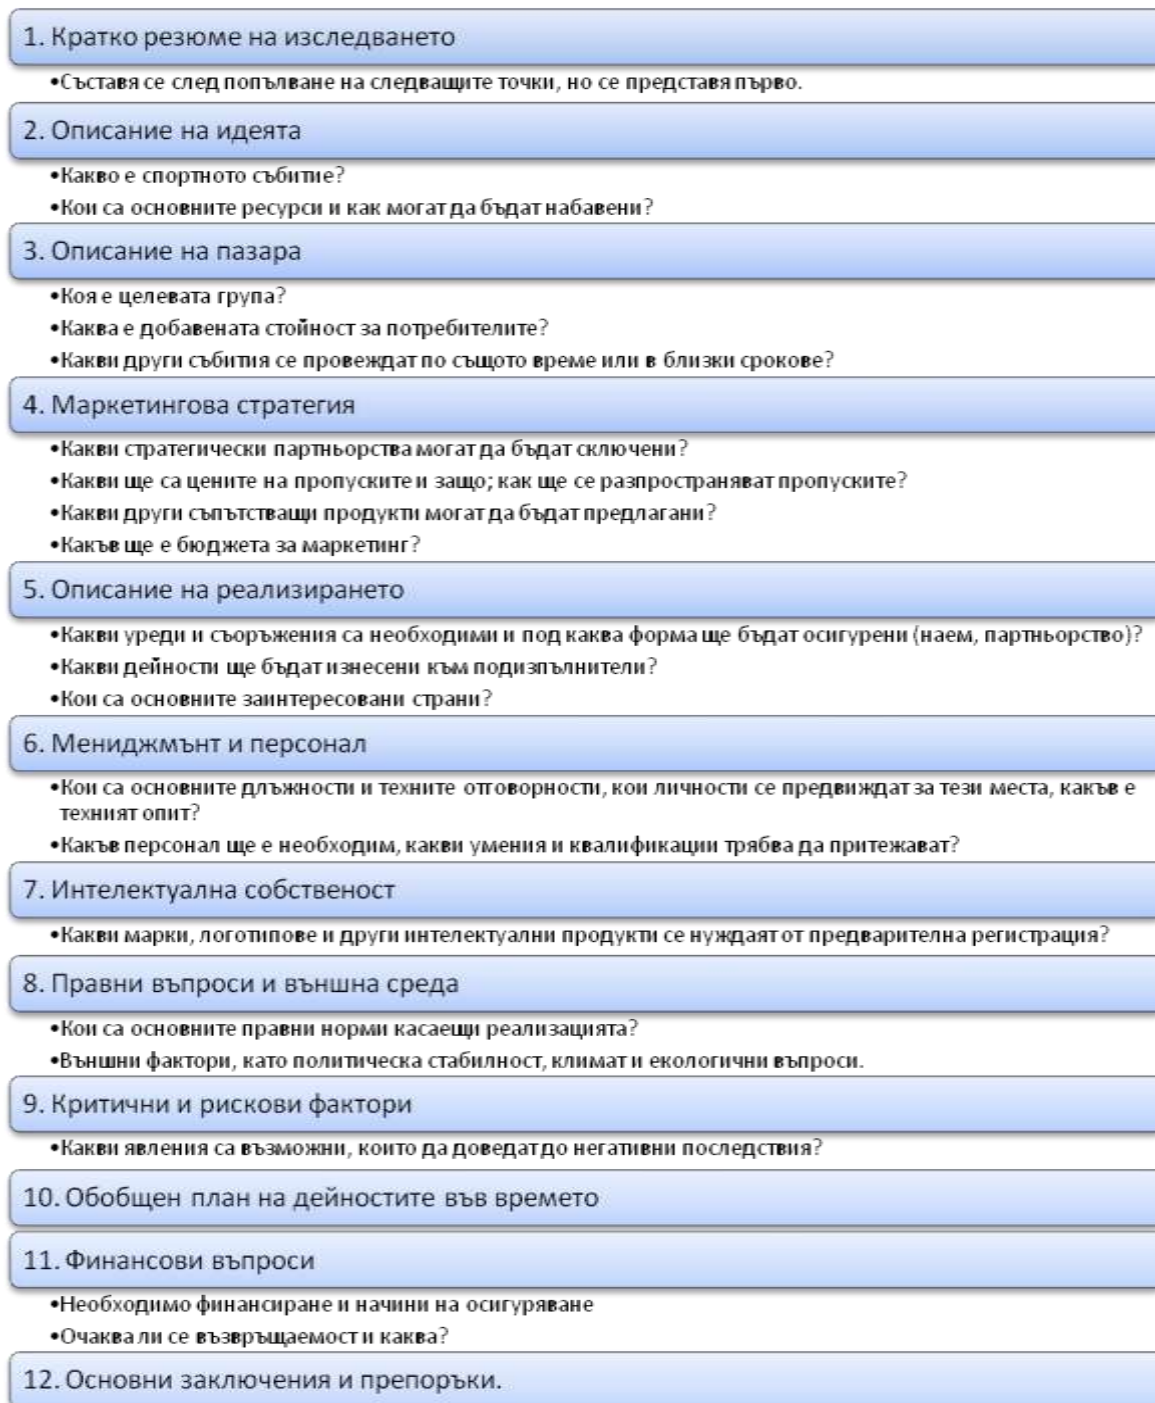 1. Кратко резюме на изследването
•Съставя се след попълване на следващите точки, но се представя първо.
2. Описание на идеята
•Какво е спортното събитие?
•Кои са основните ресурси и как могат да бъдат набавени?
3. Описание на пазара
•Коя е целевата група?
•Каква е добавената стойност за потребителите?
•Какви други събития се провеждат по същото време или в близки срокове?
4. Маркетингова стратегия
•Какви стратегически партньорства могат да бъдат сключени?
•Какви ще са цените на пропуските и защо; как ще се разпространяват пропуските?
•Какви други съпътстващи продукти могат да бъдат предлагани?
•Какъв ще е бюджета за маркетинг?
5. Описание на реализирането
•Какви уреди и съоръжения са необходими и под каква форма ще бъдат осигурени (наем, партньорство)?
•Какви дейности ще бъдат изнесени към подизпълнители?
•Кои са основните заинтересовани страни?
6. Мениджмънт и персонал
•Кои са основните длъжности и техните отговорности, кои личности се предвиждат за тези места, какъв е
техният опит?
•Какъв персонал ще е необходим, какви умения и квалификации трябва да притежават?
7. Интелектуална собственост
•Какви марки, логотипове и други интелектуални продукти се нуждаят от предварителна регистрация?
8. Правни въпроси и външна среда
•Кои са основните правни норми касаещи реализацията?
•Външни фактори, като политическа стабилност, климат и екологични въпроси.
9. Критични и рискови фактори
•Какви явления са възможни, които да доведат до негативни последствия?
10. Обобщен план на дейностите във времето
11. Финансови въпроси
•Необходимо финансиране и начини на осигуряване
•Очаква ли се възвръщаемост и каква?
12. Основни заключения и препоръки.